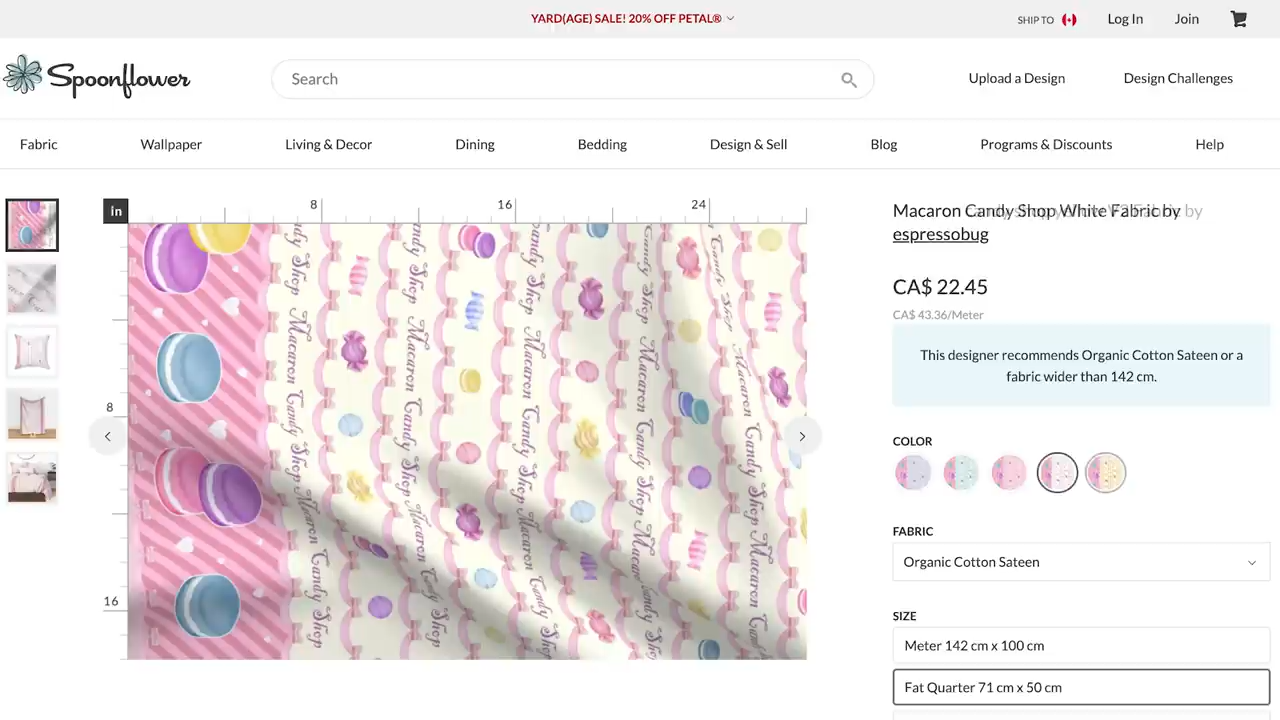 YARD(AGE) SALE! 20% OFF PETAL®
SHIP TO
Log In
Join
Spoonflower
Search
Upload a Design
Design Challenges
Fabric
Wallpaper
Living & Decor
Dining
Bedding
Design & Sell
Blog
Programs & Discounts
Help
in
8
16
24
8
16
Macaron Candy Shop
Macaron Candy Shop White Fabric by
espressobug
CA$ 22.45
CA$ 43.36/Meter
This designer recommends Organic Cotton Sateen or a
fabric wider than 142 cm.
COLOR
FABRIC
Organic Cotton Sateen
SIZE
Meter 142 cm x 100 cm
Fat Quarter 71 cm x 50 cm